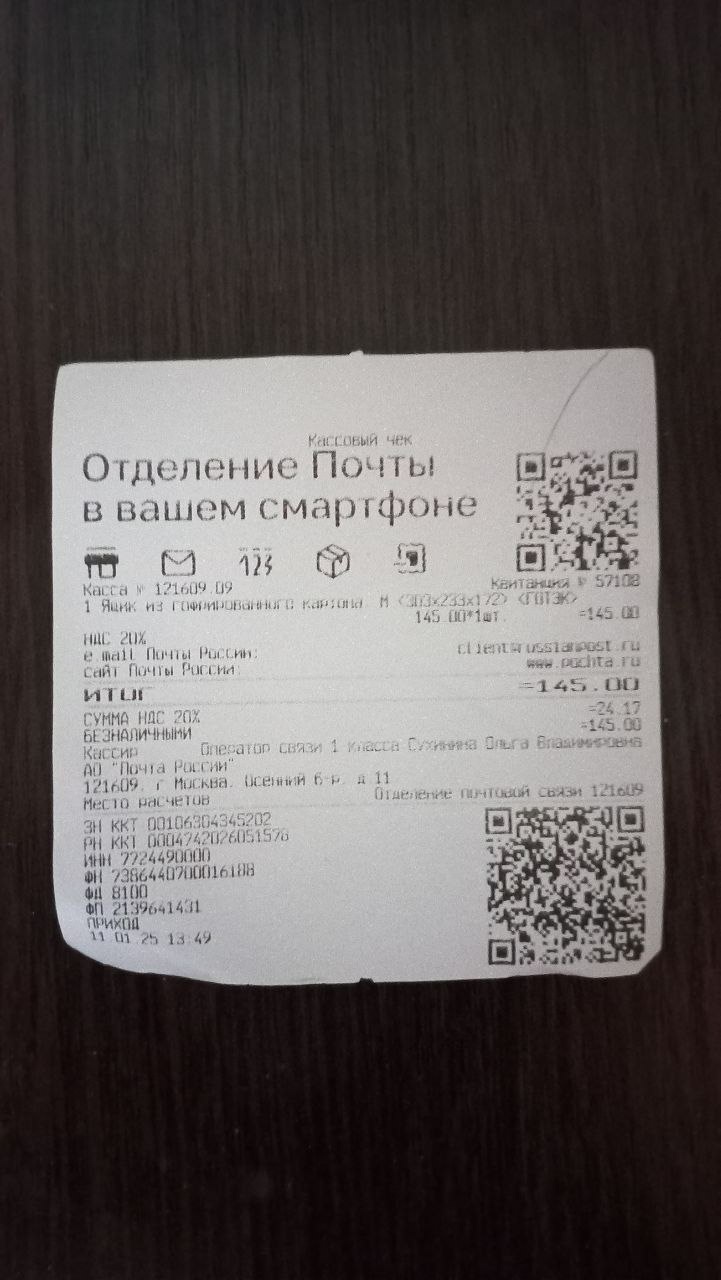 Кассовый чек
Отделение Почты
в вашем смартфоне
123
Касса № 121609.09 Квитанция № 57108
1 Ящик из гофрированного картона М <303x233x172> <ГОТЭК>
145.00*1шт. =145.00
НДС 20%
e.mail Почты России: client@russianpost.ru
сайт Почты России: www.pochta.ru
ИТОГ =145.00
СУММА НДС 20% =24.17
БЕЗНАЛИЧНЫМИ =145.00
Кассир Оператор связи 1 класса Сухинина Ольга Владимировна
АО "Почта России"
121609, г Москва, Осенний б-р, д 11
Место расчетов Отделение почтовой связи 121609
ЗН ККТ 00106304345202
РН ККТ 0004742026051578
ИНН 7724490000
ФН 7386440700016188
ФД 8100
ФП 2139641431
ПРИХОД
11.01.25 13:49